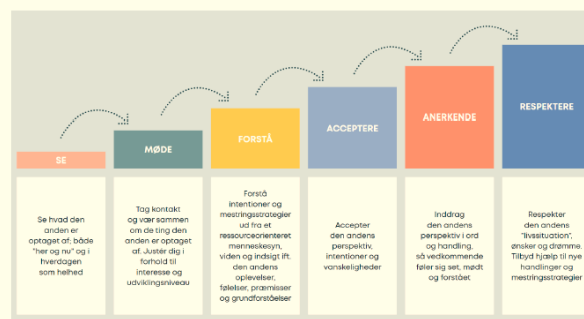 SE
MØDE
FORSTÅ
ACCEPTERE
ANERKENDE
RESPEKTERE
Se hvad den
anden er
optaget af; både
"her og nu" og i
hverdagen
som helhed
Tag kontakt
og vær sammen
om de ting den
anden er optaget
af. Justér dig i
forhold til
interesse og
udviklingsniveau
Forstå
intentioner og
mestringsstrategier
ud fra et
ressourceorienteret
menneskesyn,
viden og indsigt ift.
den andens
oplevelser,
følelser, præmisser
og grundforståelser
Accepter
den andens
perspektiv,
intentioner og
vanskeligheder
Inddrag
den andens
perspektiv i ord
og handling,
så vedkommende
føler sig set, mødt
og forstået
Respekter
den andens
"livssituation",
ønsker og drømme.
Tilbyd hjælp til nye
handlinger og
mestringsstrategier